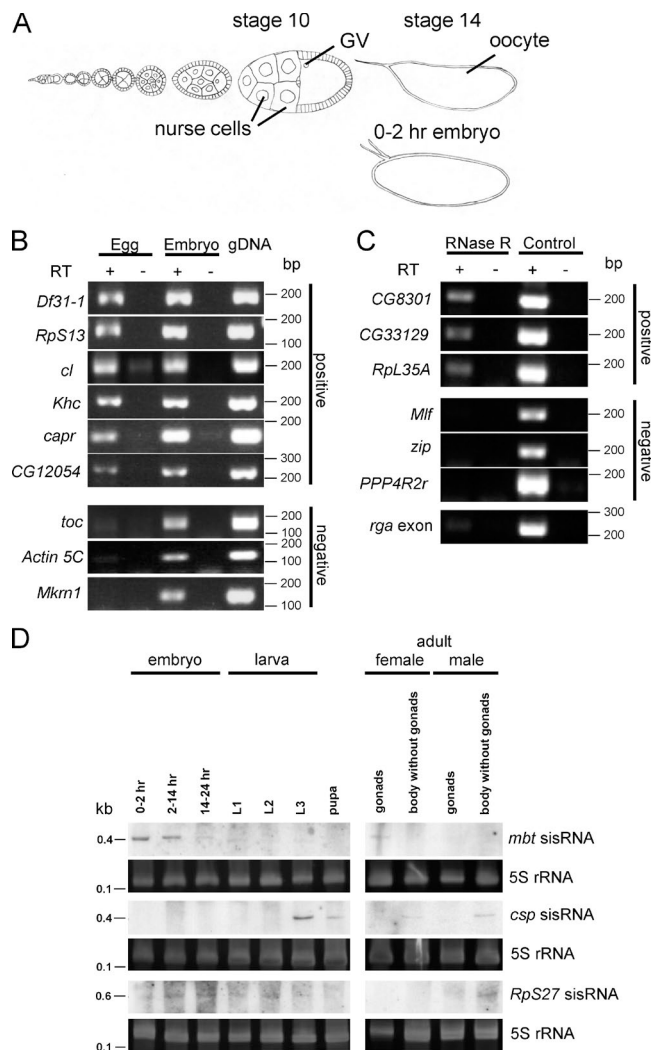 A
stage 10
stage 14
GV
oocyte
nurse cells
0-2 hr embryo
B
Egg Embryo gDNA
RT + - + - bp
Df31-1 200
RpS13 200 100
cl 200
Khc 200
capr 200
CG12054 300 200
positive
toc 200 100
Actin 5C 200 100
Mkrn1 200 100
negative
C
RNase R Control
RT + - + - bp
CG8301 200
CG33129 200
RpL35A 200
positive
Mlf 200
zip 200
PPP4R2r 200
negative
rga exon 300 200
D
adult
embryo larva female male
0-2 hr 2-14 hr 14-24 hr L1 L2 L3 pupa gonads body without gonads gonads body without gonads
kb
0.4 mbt sisRNA
0.1 5S rRNA
0.4 csp sisRNA
0.1 5S rRNA
0.6 RpS27 sisRNA
0.1 5S rRNA